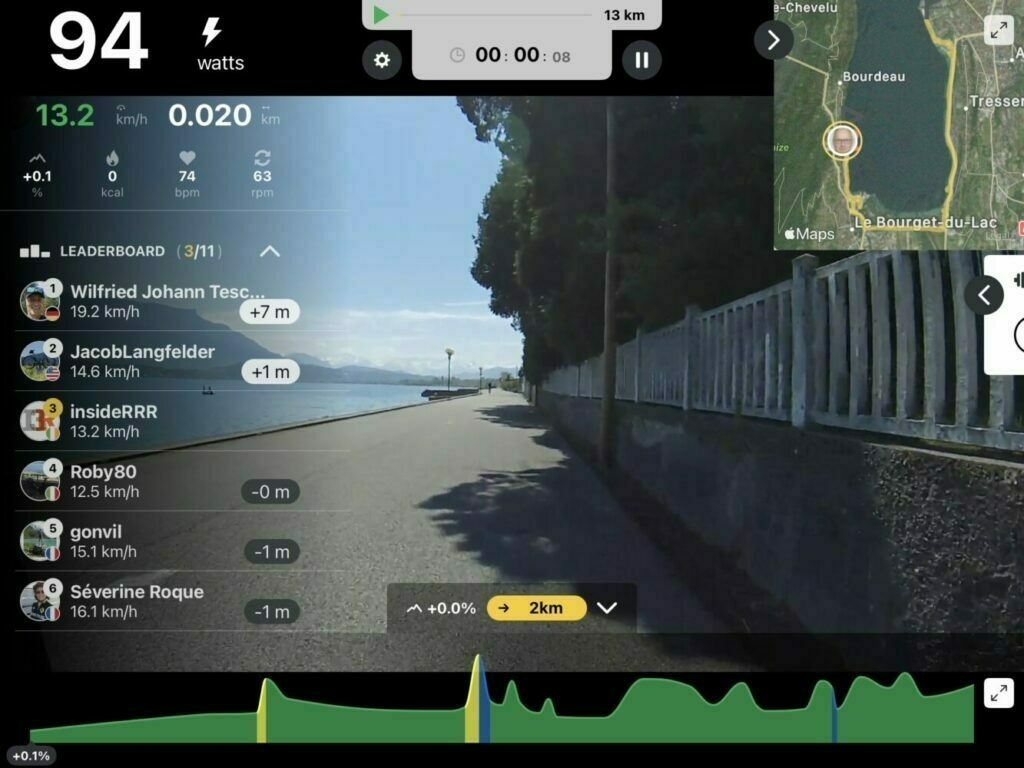 94
watts
13 km
00:00:08
13.2 km/h
0.020 km
+0.1
0
74
63
%
kcal
bpm
rpm
LEADERBOARD (3/11)
1
Wilfried Johann Tesc...
19.2 km/h
+7 m
2
JacobLangfelder
14.6 km/h
+1 m
3
insideRRR
13.2 km/h
4
Roby80
12.5 km/h
-0 m
5
gonvil
15.1 km/h
-1 m
6
Séverine Roque
16.1 km/h
-1 m
e-Chevelu
Bourdeau
Tresser
Le Bourget-du-Lac
Maps
+0.0%
2km
+0.1%